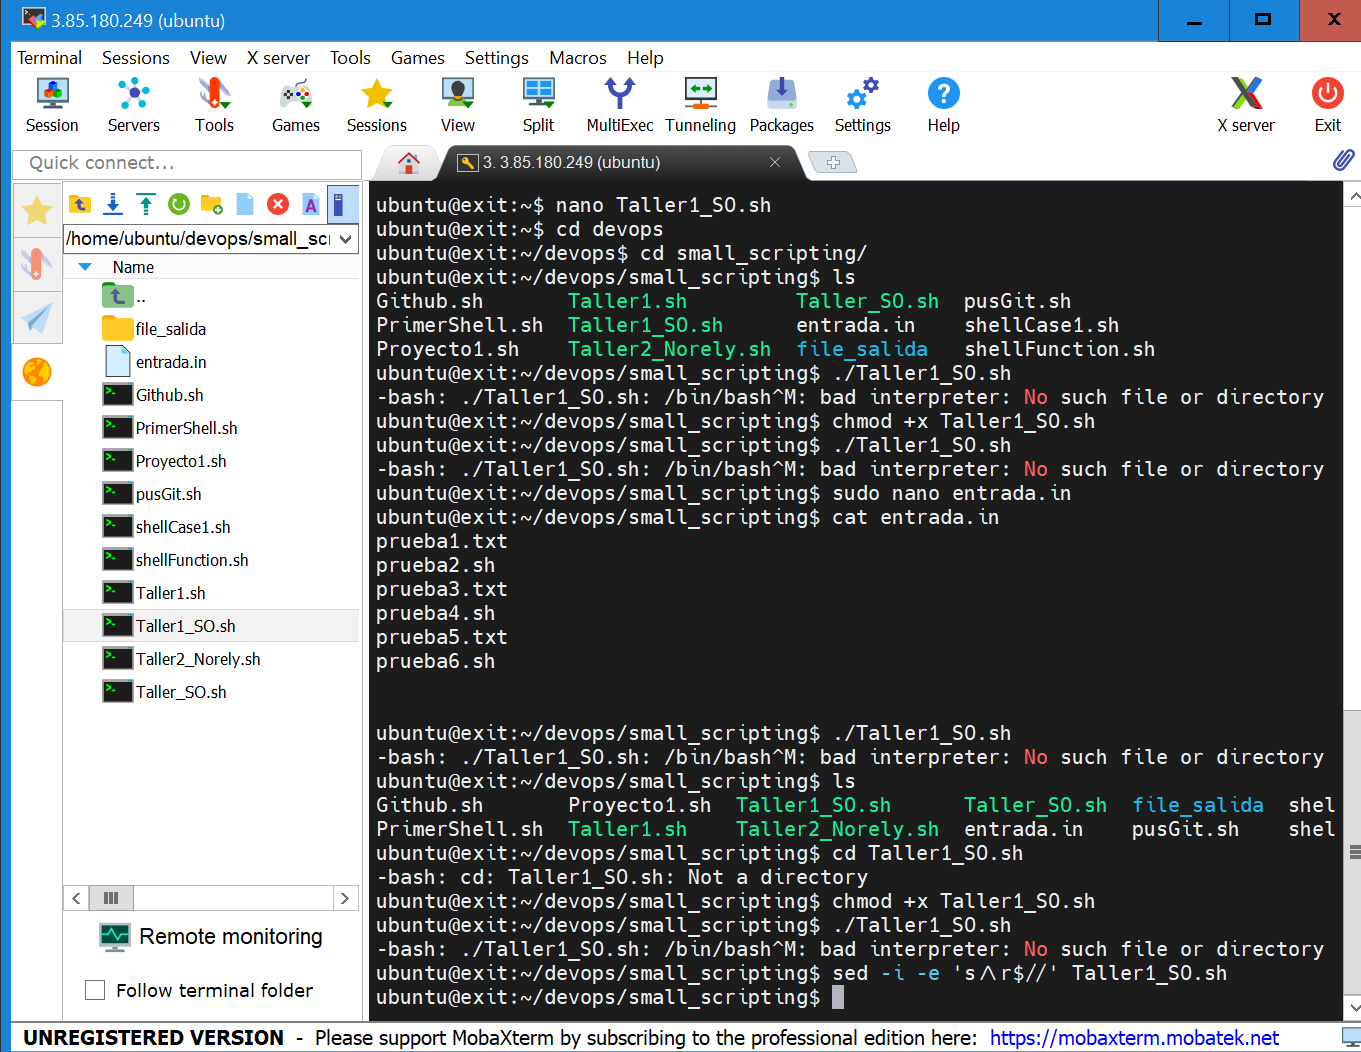 3.85.180.249 (ubuntu)
Terminal Sessions View X server Tools Games Settings Macros Help
Session Servers Tools Games Sessions View Split MultiExec Tunneling Packages Settings Help X server Exit
Quick connect...
3. 3.85.180.249 (ubuntu)
/home/ubuntu/devops/small_scri
Name
..
file_salida
entrada.in
Github.sh
PrimerShell.sh
Proyecto1.sh
pusGit.sh
shellCase1.sh
shellFunction.sh
Taller1.sh
Taller1_SO.sh
Taller2_Norely.sh
Taller_SO.sh
Remote monitoring
Follow terminal folder
ubuntu@exit:~$ nano Taller1_SO.sh
ubuntu@exit:~$ cd devops
ubuntu@exit:~/devops$ cd small_scripting/
ubuntu@exit:~/devops/small_scripting$ ls
Github.sh Taller1.sh Taller_SO.sh pusGit.sh
PrimerShell.sh Taller1_SO.sh entrada.in shellCase1.sh
Proyecto1.sh Taller2_Norely.sh file_salida shellFunction.sh
ubuntu@exit:~/devops/small_scripting$ ./Taller1_SO.sh
-bash: ./Taller1_SO.sh: /bin/bash^M: bad interpreter: No such file or directory
ubuntu@exit:~/devops/small_scripting$ chmod +x Taller1_SO.sh
ubuntu@exit:~/devops/small_scripting$ ./Taller1_SO.sh
-bash: ./Taller1_SO.sh: /bin/bash^M: bad interpreter: No such file or directory
ubuntu@exit:~/devops/small_scripting$ sudo nano entrada.in
ubuntu@exit:~/devops/small_scripting$ cat entrada.in
prueba1.txt
prueba2.sh
prueba3.txt
prueba4.sh
prueba5.txt
prueba6.sh
ubuntu@exit:~/devops/small_scripting$ ./Taller1_SO.sh
-bash: ./Taller1_SO.sh: /bin/bash^M: bad interpreter: No such file or directory
ubuntu@exit:~/devops/small_scripting$ ls
Github.sh Proyecto1.sh Taller1_SO.sh Taller_SO.sh file_salida shel
PrimerShell.sh Taller1.sh Taller2_Norely.sh entrada.in pusGit.sh shel
ubuntu@exit:~/devops/small_scripting$ cd Taller1_SO.sh
-bash: cd: Taller1_SO.sh: Not a directory
ubuntu@exit:~/devops/small_scripting$ chmod +x Taller1_SO.sh
ubuntu@exit:~/devops/small_scripting$ ./Taller1_SO.sh
-bash: ./Taller1_SO.sh: /bin/bash^M: bad interpreter: No such file or directory
ubuntu@exit:~/devops/small_scripting$ sed -i -e 's/\r$//' Taller1_SO.sh
ubuntu@exit:~/devops/small_scripting$
UNREGISTERED VERSION - Please support MobaXterm by subscribing to the professional edition here: https://mobaxterm.mobatek.net